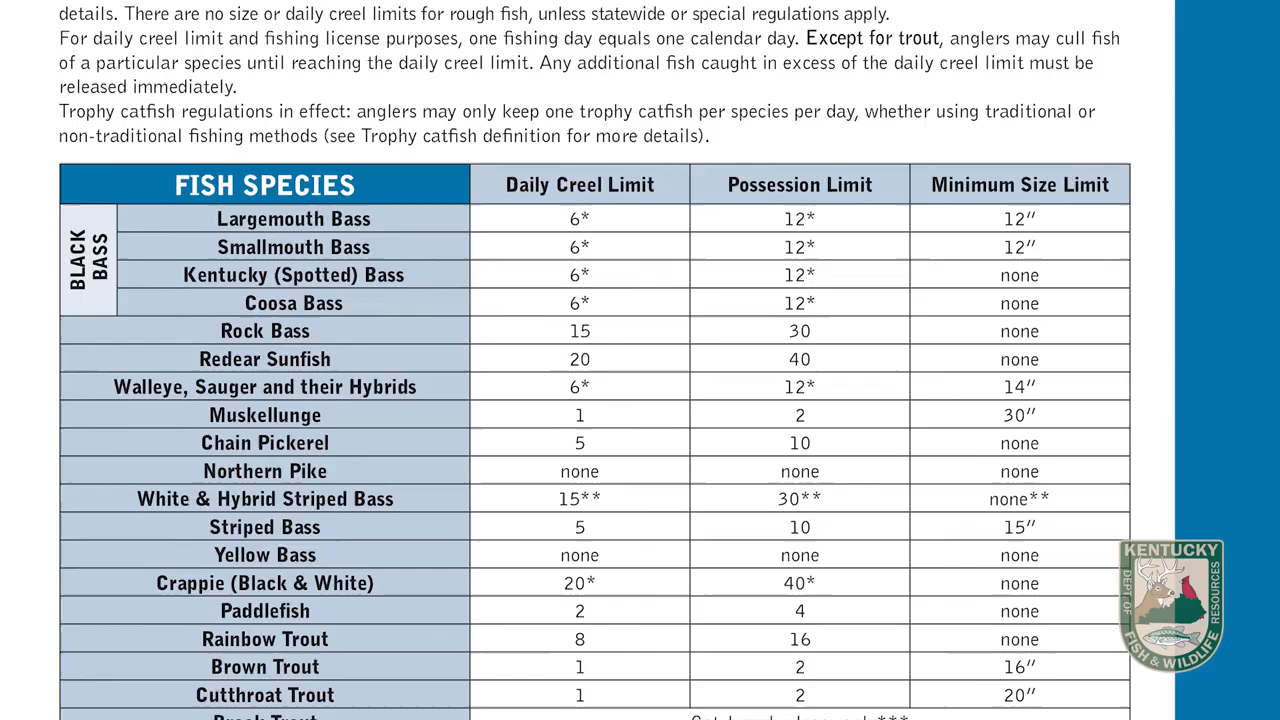 details. There are no size or daily creel limits for rough fish, unless statewide or special regulations apply.
For daily creel limit and fishing license purposes, one fishing day equals one calendar day. Except for trout, anglers may cull fish
of a particular species until reaching the daily creel limit. Any additional fish caught in excess of the daily creel limit must be
released immediately.
Trophy catfish regulations in effect: anglers may only keep one trophy catfish per species per day, whether using traditional or
non-traditional fishing methods (see Trophy catfish definition for more details).
FISH SPECIES Daily Creel Limit Possession Limit Minimum Size Limit
BLACK
BASS
Largemouth Bass 6* 12* 12″
Smallmouth Bass 6* 12* 12″
Kentucky (Spotted) Bass 6* 12* none
Coosa Bass 6* 12* none
Rock Bass 15 30 none
Redear Sunfish 20 40 none
Walleye, Sauger and their Hybrids 6* 12* 14″
Muskellunge 1 2 30″
Chain Pickerel 5 10 none
Northern Pike none none none
White & Hybrid Striped Bass 15** 30** none**
Striped Bass 5 10 15″
Yellow Bass none none none
Crappie (Black & White) 20* 40* none
Paddlefish 2 4 none
Rainbow Trout 8 16 none
Brown Trout 1 2 16″
Cutthroat Trout 1 2 20″
KENTUCKY
DEPT OF
FISH & WILDLIFE
RESOURCES